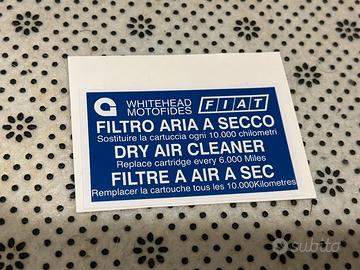 WHITEHEAD
MOTOFIDES
FIAT
FILTRO ARIA A SECCO
Sostituire la cartuccia ogni 10.000 chilometri
DRY AIR CLEANER
Replace cartridge every 6.000 Miles
FILTRE A AIR A SEC
Remplacer la cartouche tous les 10.000Kilometres
subito